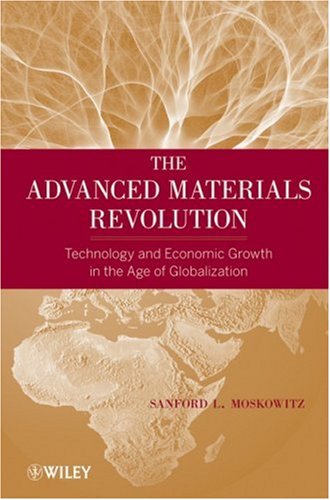 THE
ADVANCED MATERIALS
REVOLUTION
Technology and Economic Growth
in the Age of Globalization
SANFORD L. MOSKOWITZ
WILEY